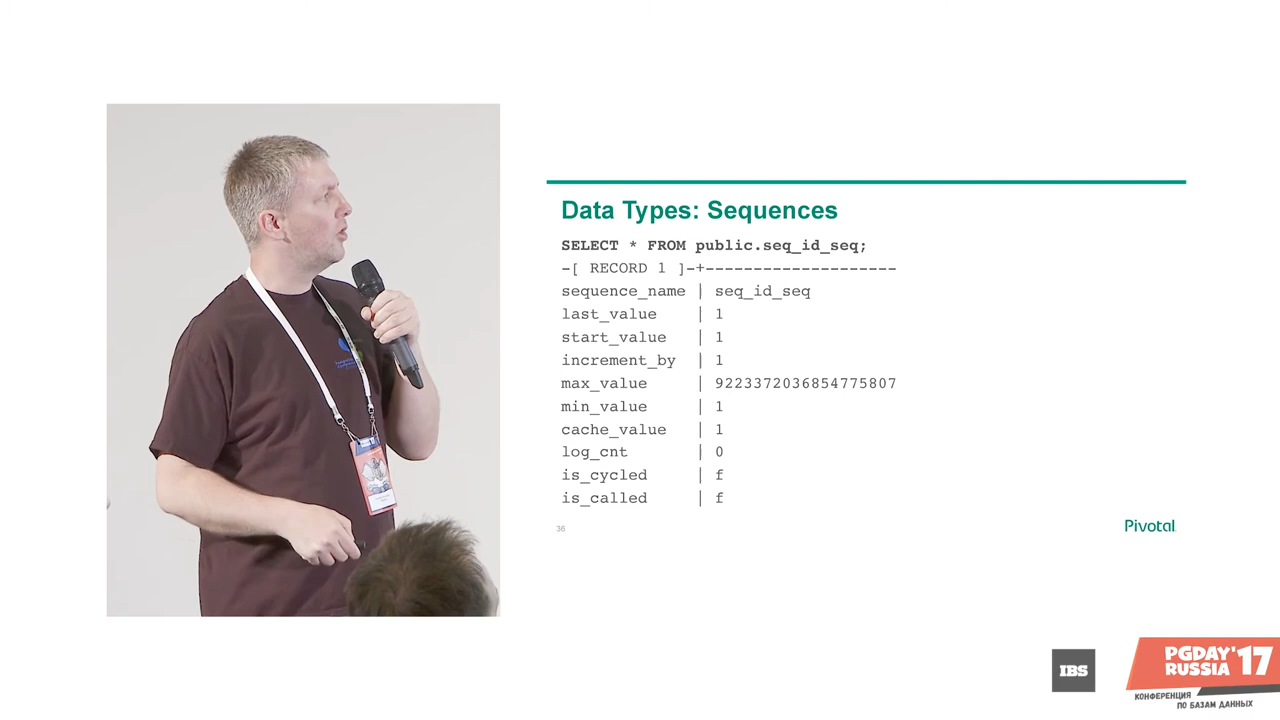 Data Types: Sequences
SELECT * FROM public.seq_id_seq;
-[ RECORD 1 ]-+--------------------
sequence_name | seq_id_seq
last_value | 1
start_value | 1
increment_by | 1
max_value | 9223372036854775807
min_value | 1
cache_value | 1
log_cnt | 0
is_cycled | f
is_called | f
36
Pivotal
IBS
PGDAY'17
RUSSIA
КОНФЕРЕНЦИЯ
ПО БАЗАМ ДАННЫХ